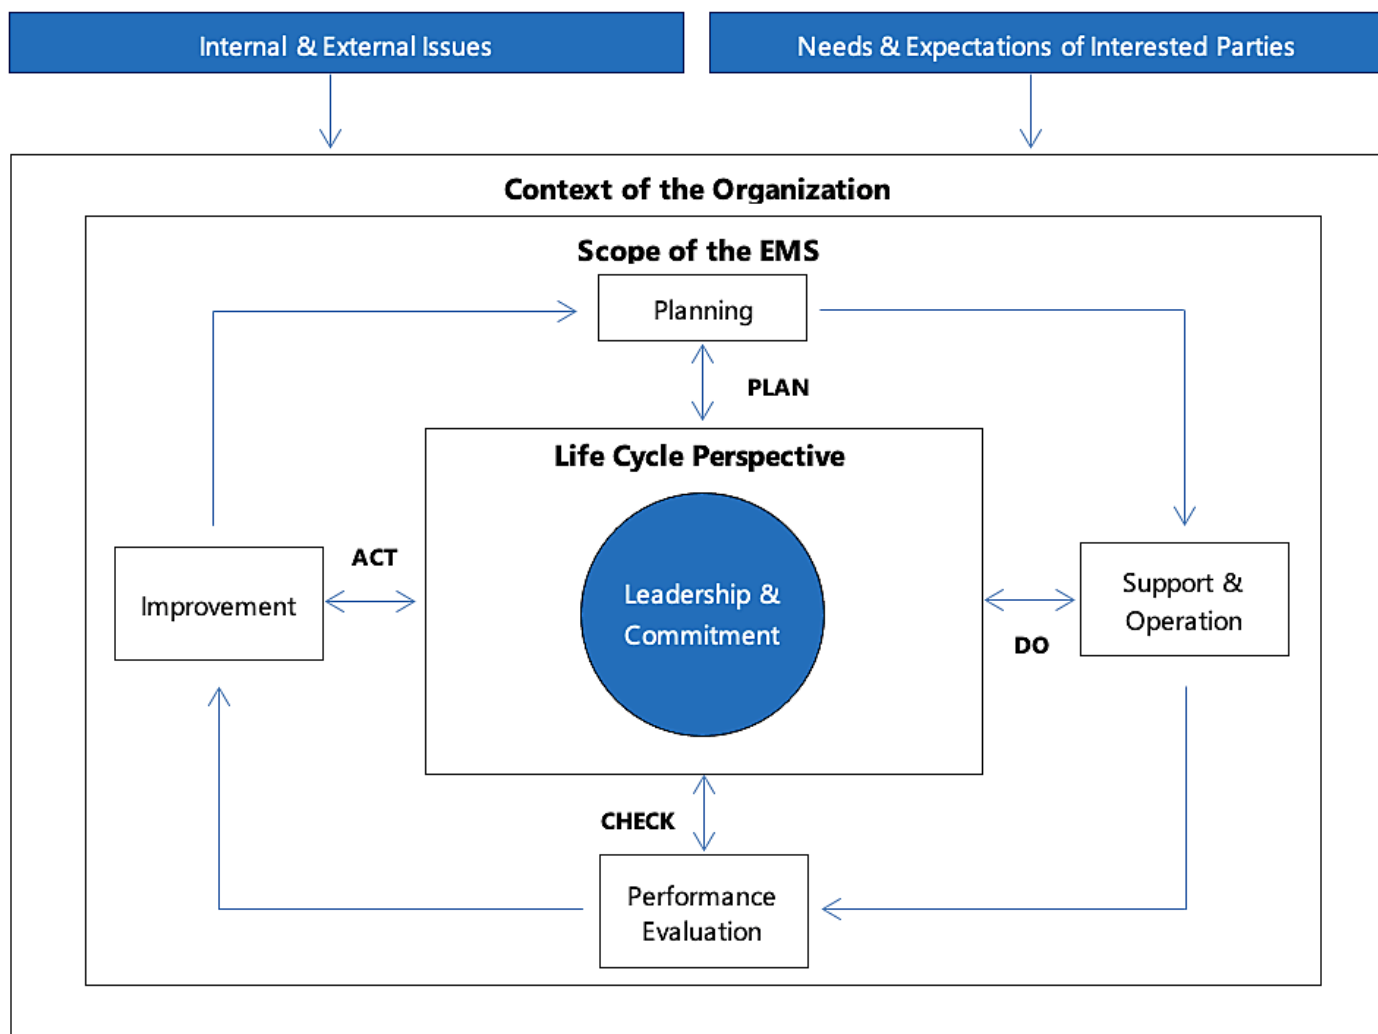 Internal & External Issues
Needs & Expectations of Interested Parties
Context of the Organization
Scope of the EMS
Planning
PLAN
Life Cycle Perspective
ACT
Improvement
Leadership &
Commitment
Support &
Operation
DO
CHECK
Performance
Evaluation